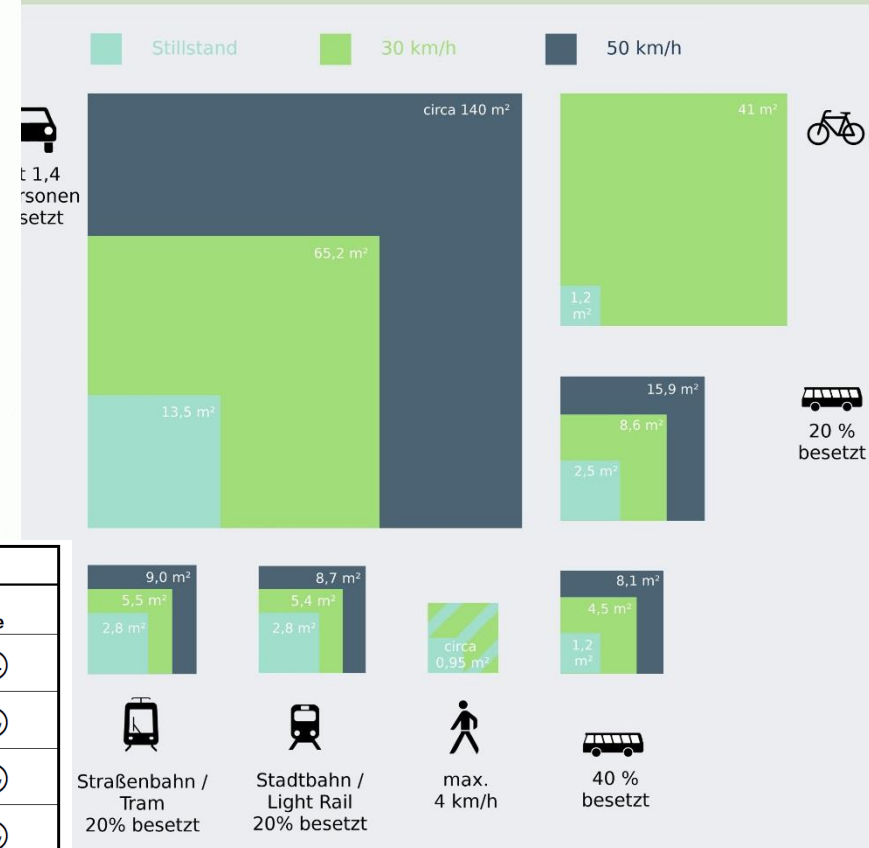 Stillstand
30 km/h
50 km/h
circa 140 m²
65,2 m²
13,5 m²
t 1,4
rsonen
setzt
41 m²
1,2
m²
15,9 m²
8,6 m²
2,5 m²
20 %
besetzt
e
9,0 m²
5,5 m²
2,8 m²
8,7 m²
5,4 m²
2,8 m²
circa
0,95 m²
8,1 m²
4,5 m²
1,2
m²
Straßenbahn /
Tram
20% besetzt
Stadtbahn /
Light Rail
20% besetzt
max.
4 km/h
40 %
besetzt